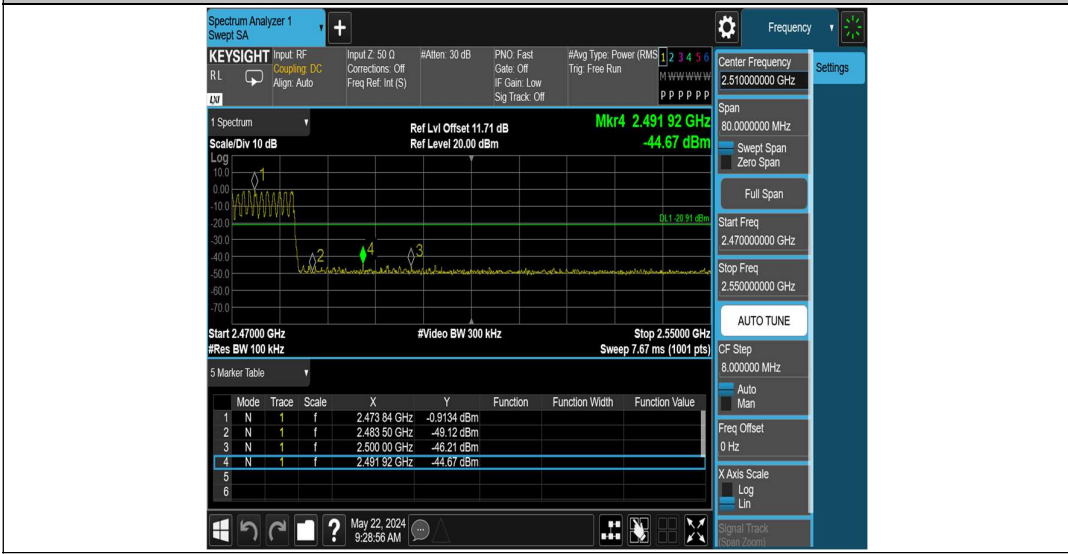 Spectrum Analyzer 1
Swept SA
+
Frequency
KEYSIGHT
RL
LXI
Input: RF
Coupling: DC
Align: Auto
Input Z: 50 Ω
Corrections: Off
Freq Ref: Int (S)
#Atten: 30 dB
PNO: Fast
Gate: Off
IF Gain: Low
Sig Track: Off
#Avg Type: Power (RMS
Trig: Free Run
1 2 3 4 5 6
M W W W W W
P P P P P P
1 Spectrum
Scale/Div 10 dB
Ref Lvl Offset 11.71 dB
Ref Level 20.00 dBm
Mkr4 2.491 92 GHz
-44.67 dBm
Log
10.0
0.00
-10.0
-20.0
-30.0
-40.0
-50.0
-60.0
-70.0
1
2
4
3
DL1 -20.91 dBm
Start 2.47000 GHz
#Res BW 100 kHz
#Video BW 300 kHz
Stop 2.55000 GHz
Sweep 7.67 ms (1001 pts)
5 Marker Table
Mode Trace Scale X Y Function Function Width Function Value
1 N 1 f 2.473 84 GHz -0.9134 dBm
2 N 1 f 2.483 50 GHz -49.12 dBm
3 N 1 f 2.500 00 GHz -46.21 dBm
4 N 1 f 2.491 92 GHz -44.67 dBm
5
6
?
May 22, 2024
9:28:56 AM
Center Frequency
2.510000000 GHz
Span
80.0000000 MHz
Swept Span
Zero Span
Full Span
Start Freq
2.470000000 GHz
Stop Freq
2.550000000 GHz
AUTO TUNE
CF Step
8.000000 MHz
Auto
Man
Freq Offset
0 Hz
X Axis Scale
Log
Lin
Signal Track
(Span Zoom)
Settings